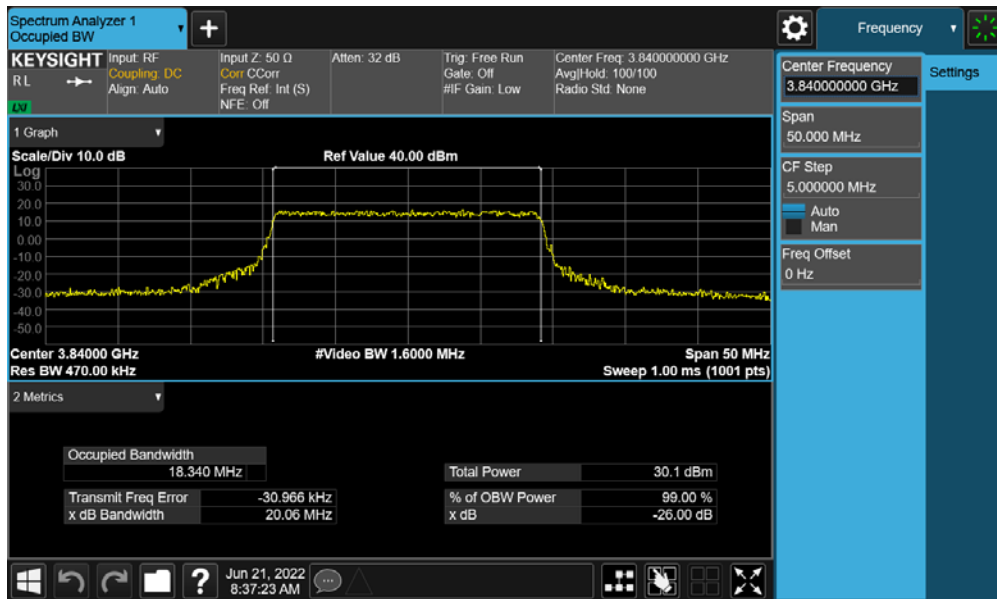 Spectrum Analyzer 1
Occupied BW
+
Frequency
KEYSIGHT
R L
LXI
Input: RF
Coupling: DC
Align: Auto
Input Z: 50 Ω
Corr CCorr
Freq Ref: Int (S)
NFE: Off
Atten: 32 dB
Trig: Free Run
Gate: Off
#IF Gain: Low
Center Freq: 3.840000000 GHz
Avg|Hold: 100/100
Radio Std: None
Center Frequency
3.840000000 GHz
Settings
Span
50.000 MHz
CF Step
5.000000 MHz
Auto
Man
Freq Offset
0 Hz
1 Graph
Scale/Div 10.0 dB
Ref Value 40.00 dBm
Log
30.0
20.0
10.0
0.00
-10.0
-20.0
-30.0
-40.0
-50.0
Center 3.84000 GHz
#Video BW 1.6000 MHz
Span 50 MHz
Res BW 470.00 kHz
Sweep 1.00 ms (1001 pts)
2 Metrics
Occupied Bandwidth
18.340 MHz
Total Power 30.1 dBm
Transmit Freq Error -30.966 kHz
% of OBW Power 99.00 %
x dB Bandwidth 20.06 MHz
x dB -26.00 dB
?
Jun 21, 2022
8:37:23 AM